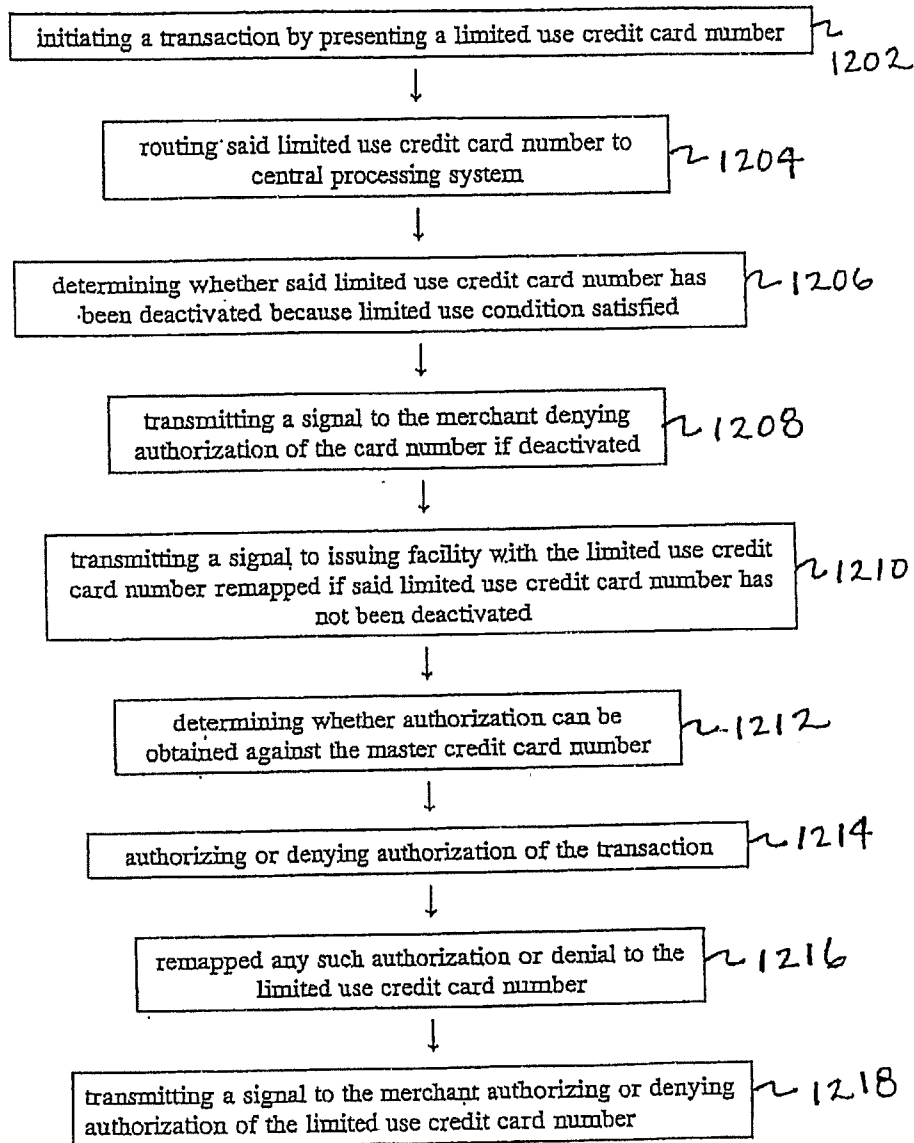 initiating a transaction by presenting a limited use credit card number
1202
routing said limited use credit card number to
central processing system
1204
determining whether said limited use credit card number has
been deactivated because limited use condition satisfied
1206
transmitting a signal to the merchant denying
authorization of the card number if deactivated
1208
transmitting a signal to issuing facility with the limited use credit
card number remapped if said limited use credit card number has
not been deactivated
1210
determining whether authorization can be
obtained against the master credit card number
1212
authorizing or denying authorization of the transaction
1214
remapped any such authorization or denial to the
limited use credit card number
1216
transmitting a signal to the merchant authorizing or denying
authorization of the limited use credit card number
1218